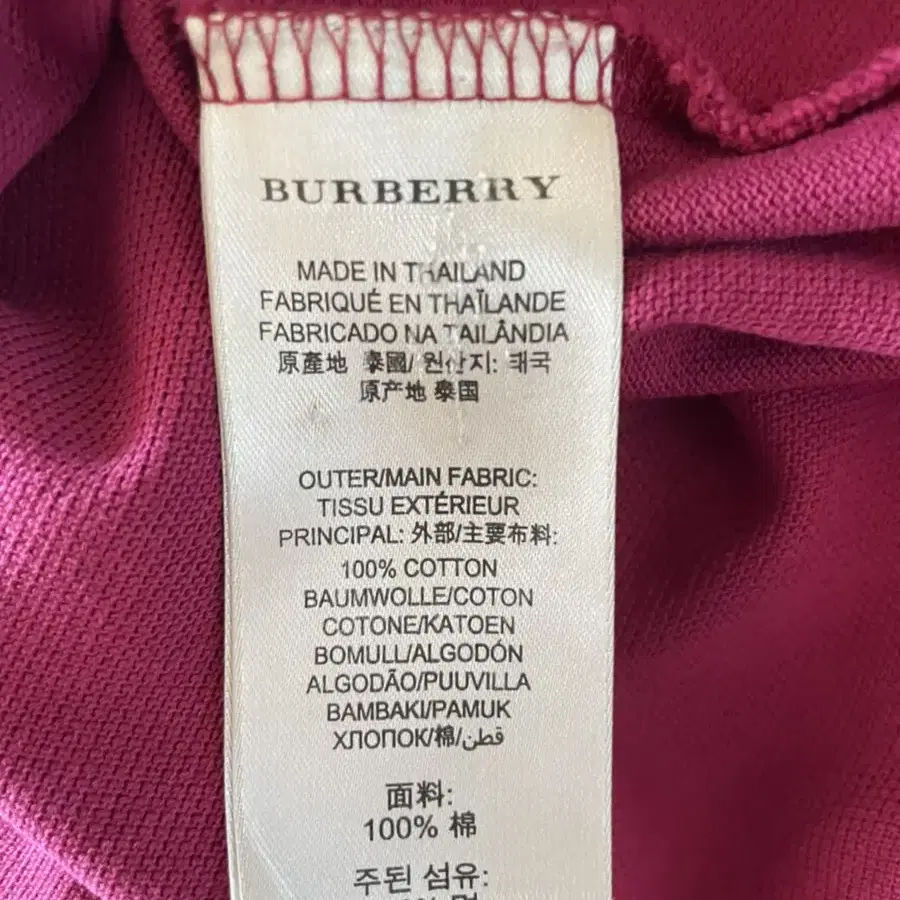 BURBERRY
MADE IN THAILAND
FABRIQUÉ EN THAÏLANDE
FABRICADO NA TAILÂNDIA
原產地 泰國/ 원산지: 태국
原产地 泰国
OUTER/MAIN FABRIC:
TISSU EXTÉRIEUR
PRINCIPAL: 外部/主要布料:
100% COTTON
BAUMWOLLE/COTON
COTONE/KATOEN
BOMULL/ALGODÓN
ALGODÃO/PUUVILLA
BAMBAKI/PAMUK
ХЛОПОК/棉/قطن
面料:
100% 棉
주된 섬유: